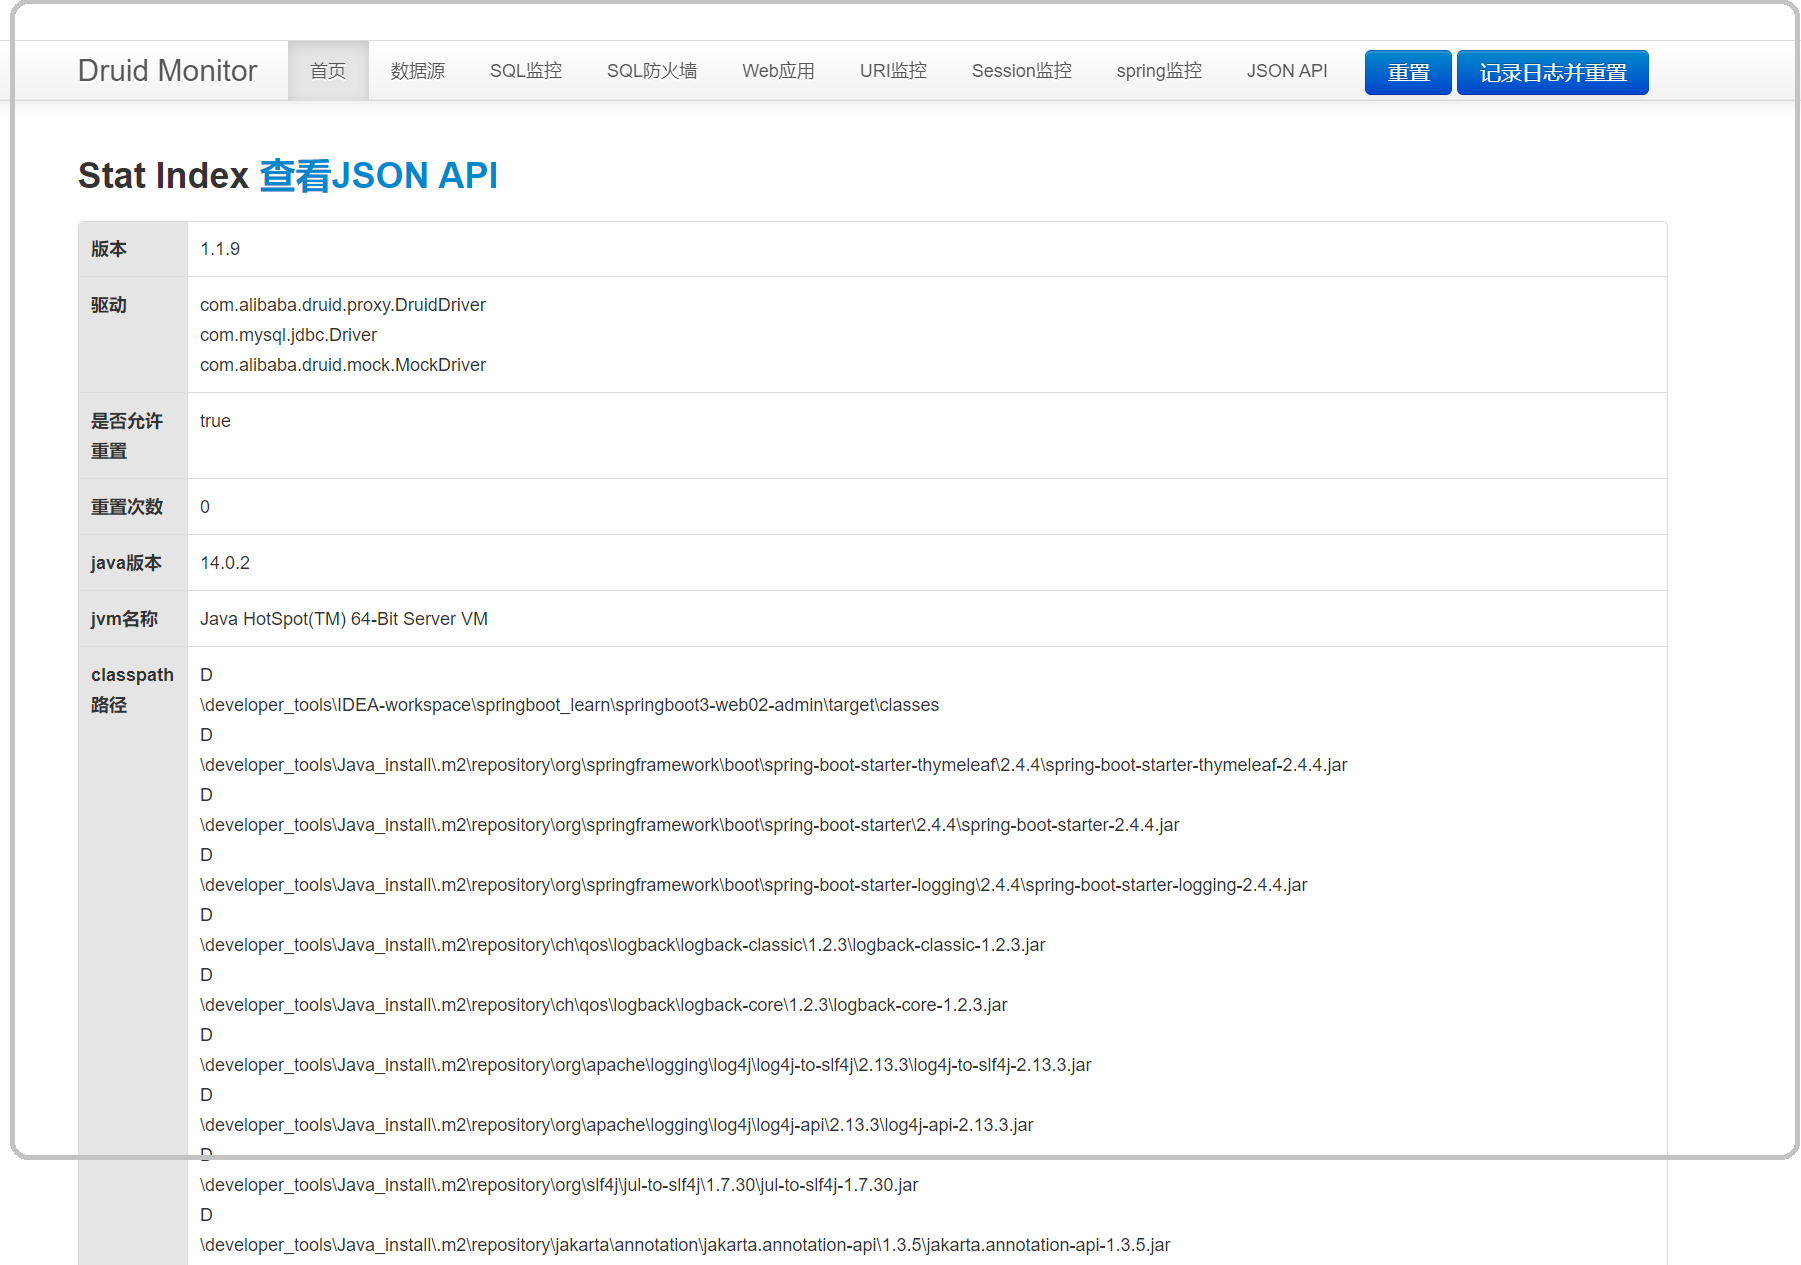 Druid Monitor 首页 数据源 SQL监控 SQL防火墙 Web应用 URI监控 Session监控 spring监控 JSON API 重置 记录日志并重置
Stat Index 查看JSON API
版本 1.1.9
驱动 com.alibaba.druid.proxy.DruidDriver
com.mysql.jdbc.Driver
com.alibaba.druid.mock.MockDriver
是否允许 true
重置
重置次数 0
java版本 14.0.2
jvm名称 Java HotSpot(TM) 64-Bit Server VM
classpath D
路径 \developer_tools\IDEA-workspace\springboot_learn\springboot3-web02-admin\target\classes
D
\developer_tools\Java_install\.m2\repository\org\springframework\boot\spring-boot-starter-thymeleaf\2.4.4\spring-boot-starter-thymeleaf-2.4.4.jar
D
\developer_tools\Java_install\.m2\repository\org\springframework\boot\spring-boot-starter\2.4.4\spring-boot-starter-2.4.4.jar
D
\developer_tools\Java_install\.m2\repository\org\springframework\boot\spring-boot-starter-logging\2.4.4\spring-boot-starter-logging-2.4.4.jar
D
\developer_tools\Java_install\.m2\repository\ch\qos\logback\logback-classic\1.2.3\logback-classic-1.2.3.jar
D
\developer_tools\Java_install\.m2\repository\ch\qos\logback\logback-core\1.2.3\logback-core-1.2.3.jar
D
\developer_tools\Java_install\.m2\repository\org\apache\logging\log4j\log4j-to-slf4j\2.13.3\log4j-to-slf4j-2.13.3.jar
D
\developer_tools\Java_install\.m2\repository\org\apache\logging\log4j\log4j-api\2.13.3\log4j-api-2.13.3.jar
D
\developer_tools\Java_install\.m2\repository\org\slf4j\jul-to-slf4j\1.7.30\jul-to-slf4j-1.7.30.jar
D
\developer_tools\Java_install\.m2\repository\jakarta\annotation\jakarta.annotation-api\1.3.5\jakarta.annotation-api-1.3.5.jar